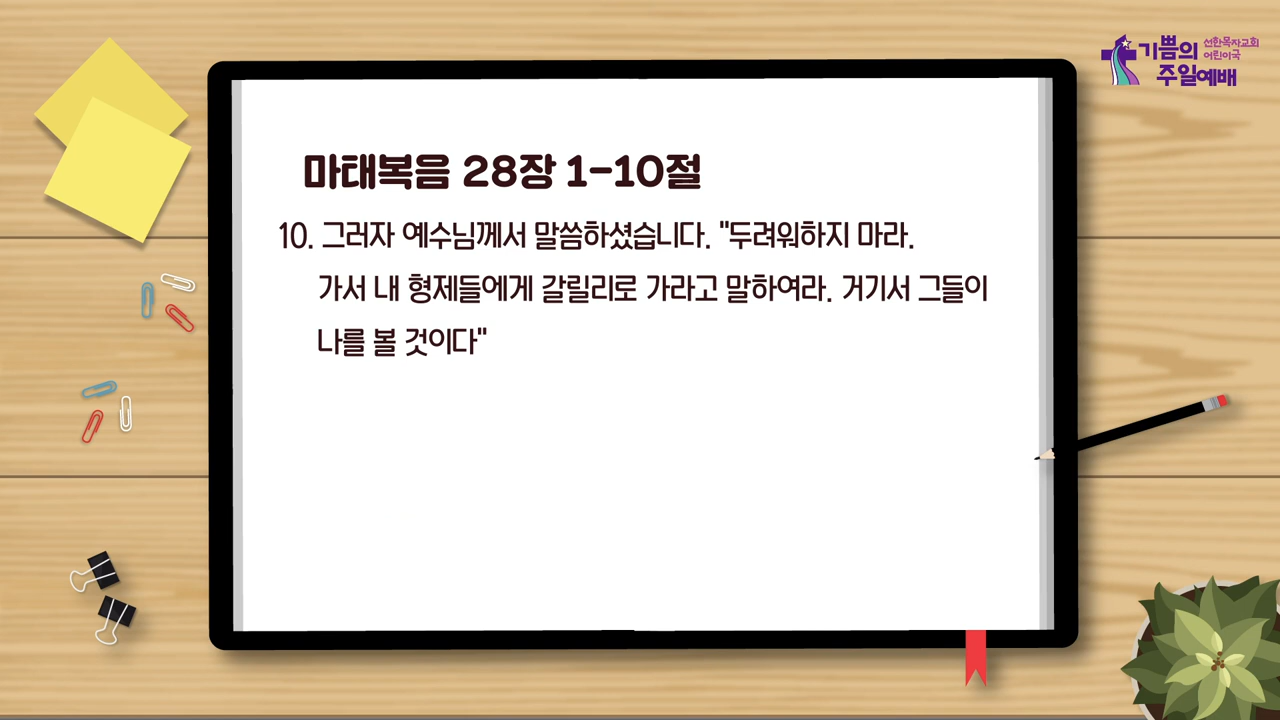 기쁨의 선한목자교회
어린이국
주일예배
마태복음 28장 1-10절
10. 그러자 예수님께서 말씀하셨습니다. "두려워하지 마라.
가서 내 형제들에게 갈릴리로 가라고 말하여라. 거기서 그들이
나를 볼 것이다"